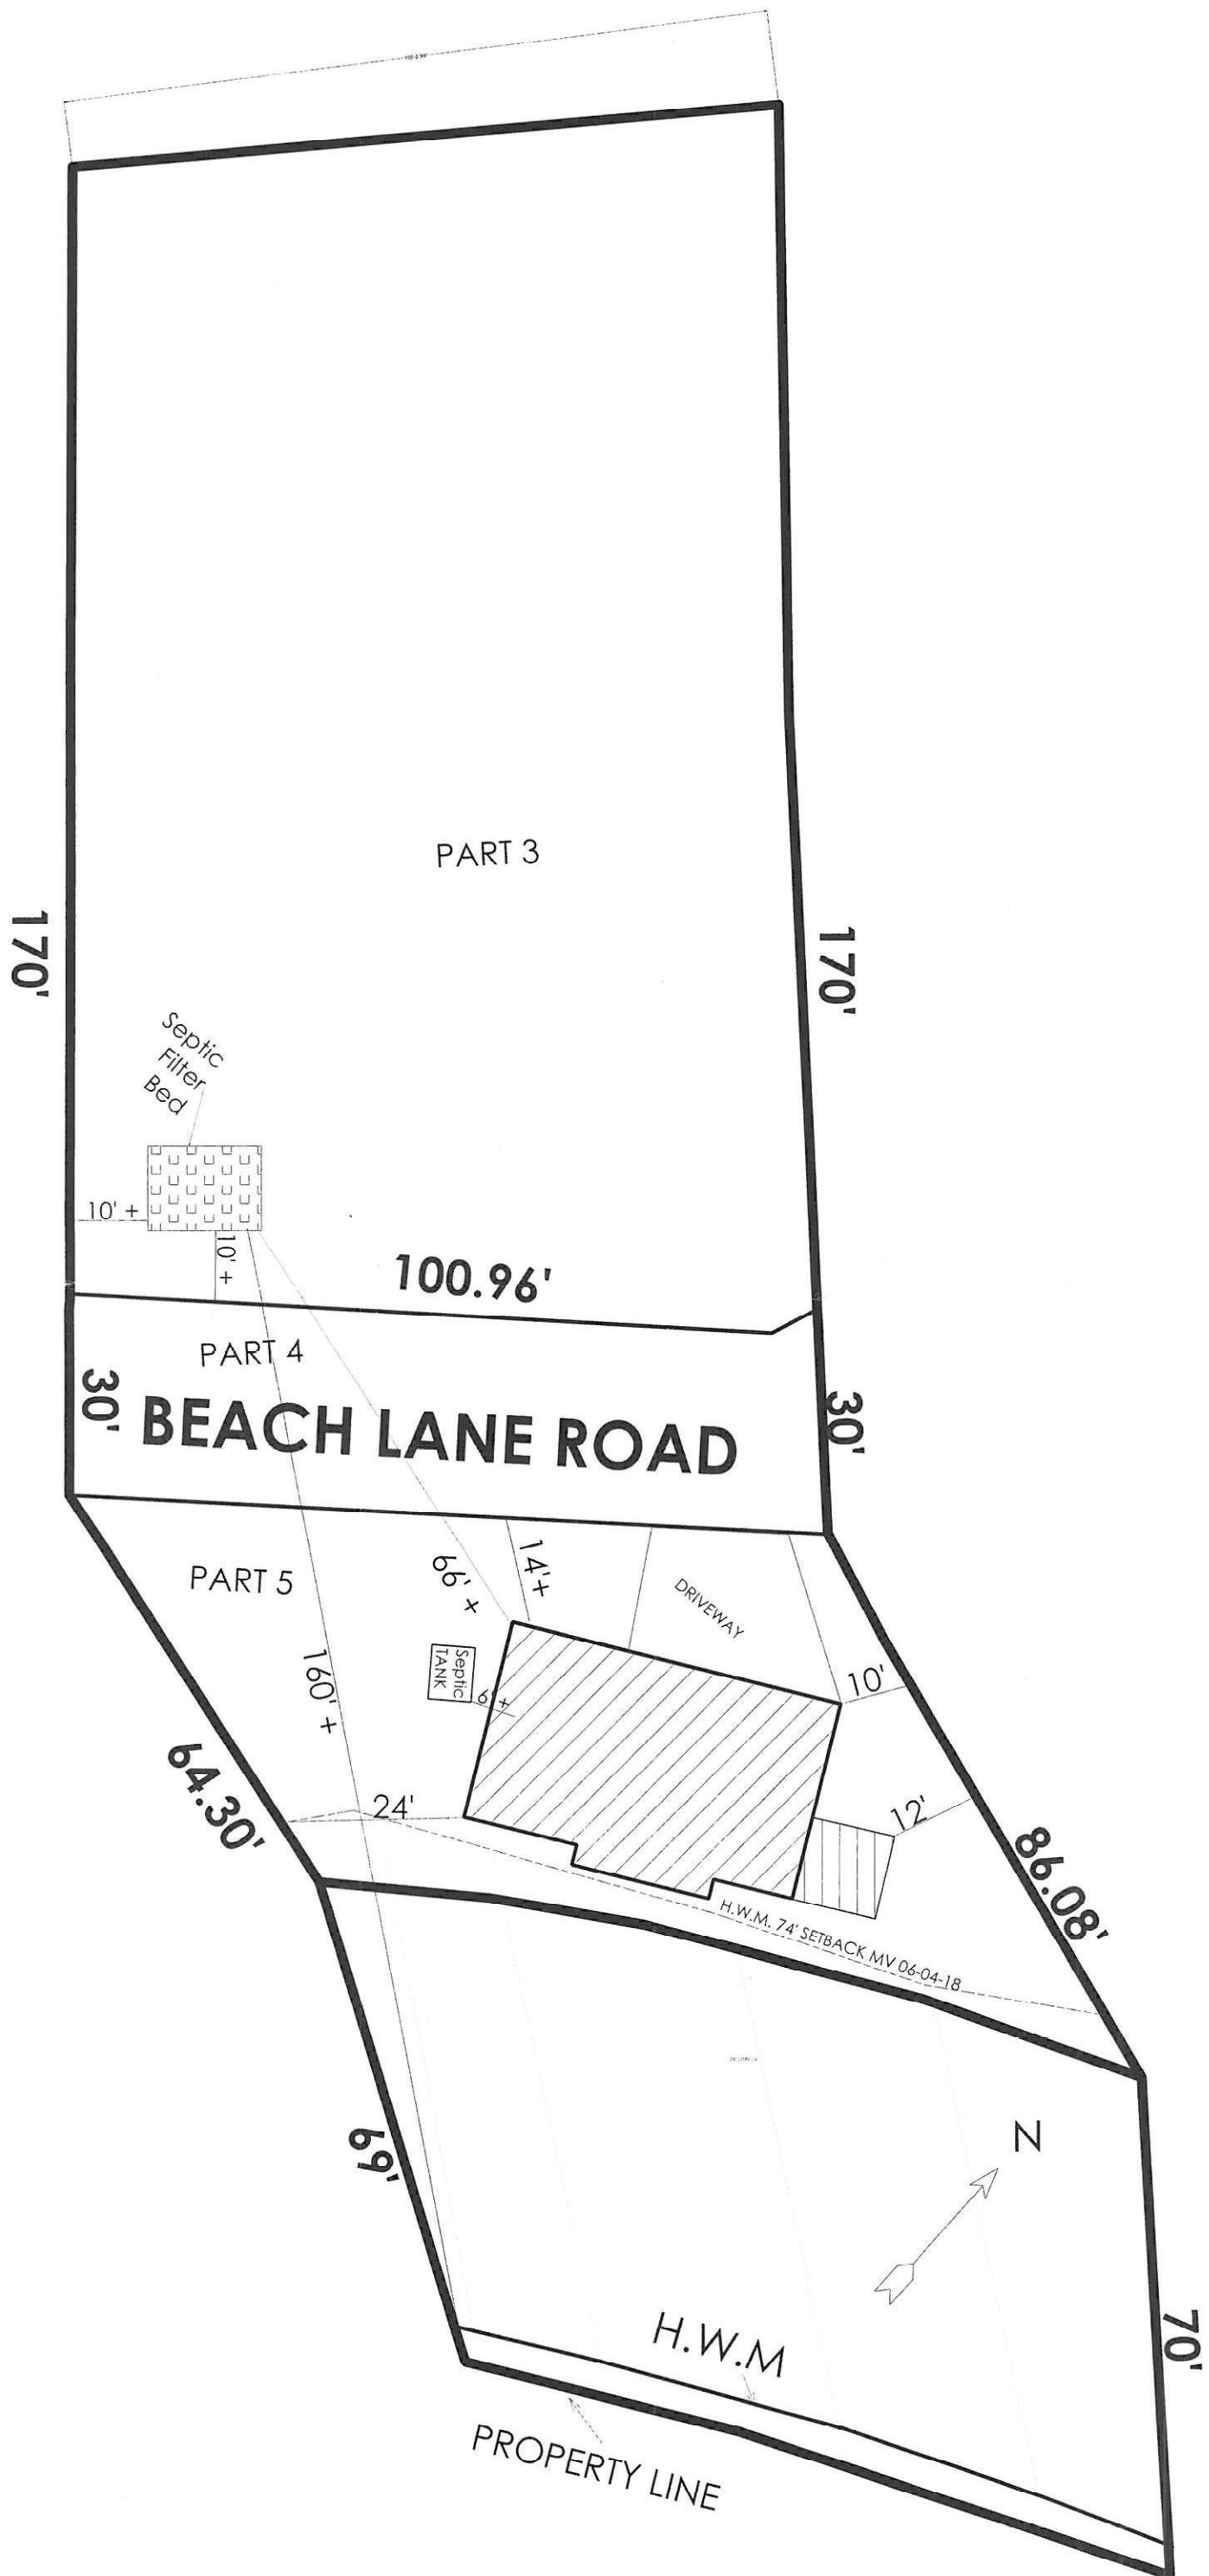 PART 3
170'
170'
Septic
Filter
Bed
10' +
10' +
100.96'
PART 4
30'
BEACH LANE ROAD
30'
PART 5
66' +
14'+
DRIVEWAY
Septic
TANK
6' +
10'
160' +
64.30'
24'
12'
86.08'
H.W.M. 74' SETBACK MV 06-04-18
N
69'
H.W.M
70'
PROPERTY LINE